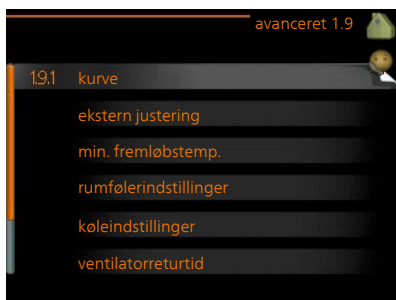 avanceret 1.9
1.9.1 kurve
ekstern justering
min. fremløbstemp.
rumfølerindstillinger
køleindstillinger
ventilatorreturtid